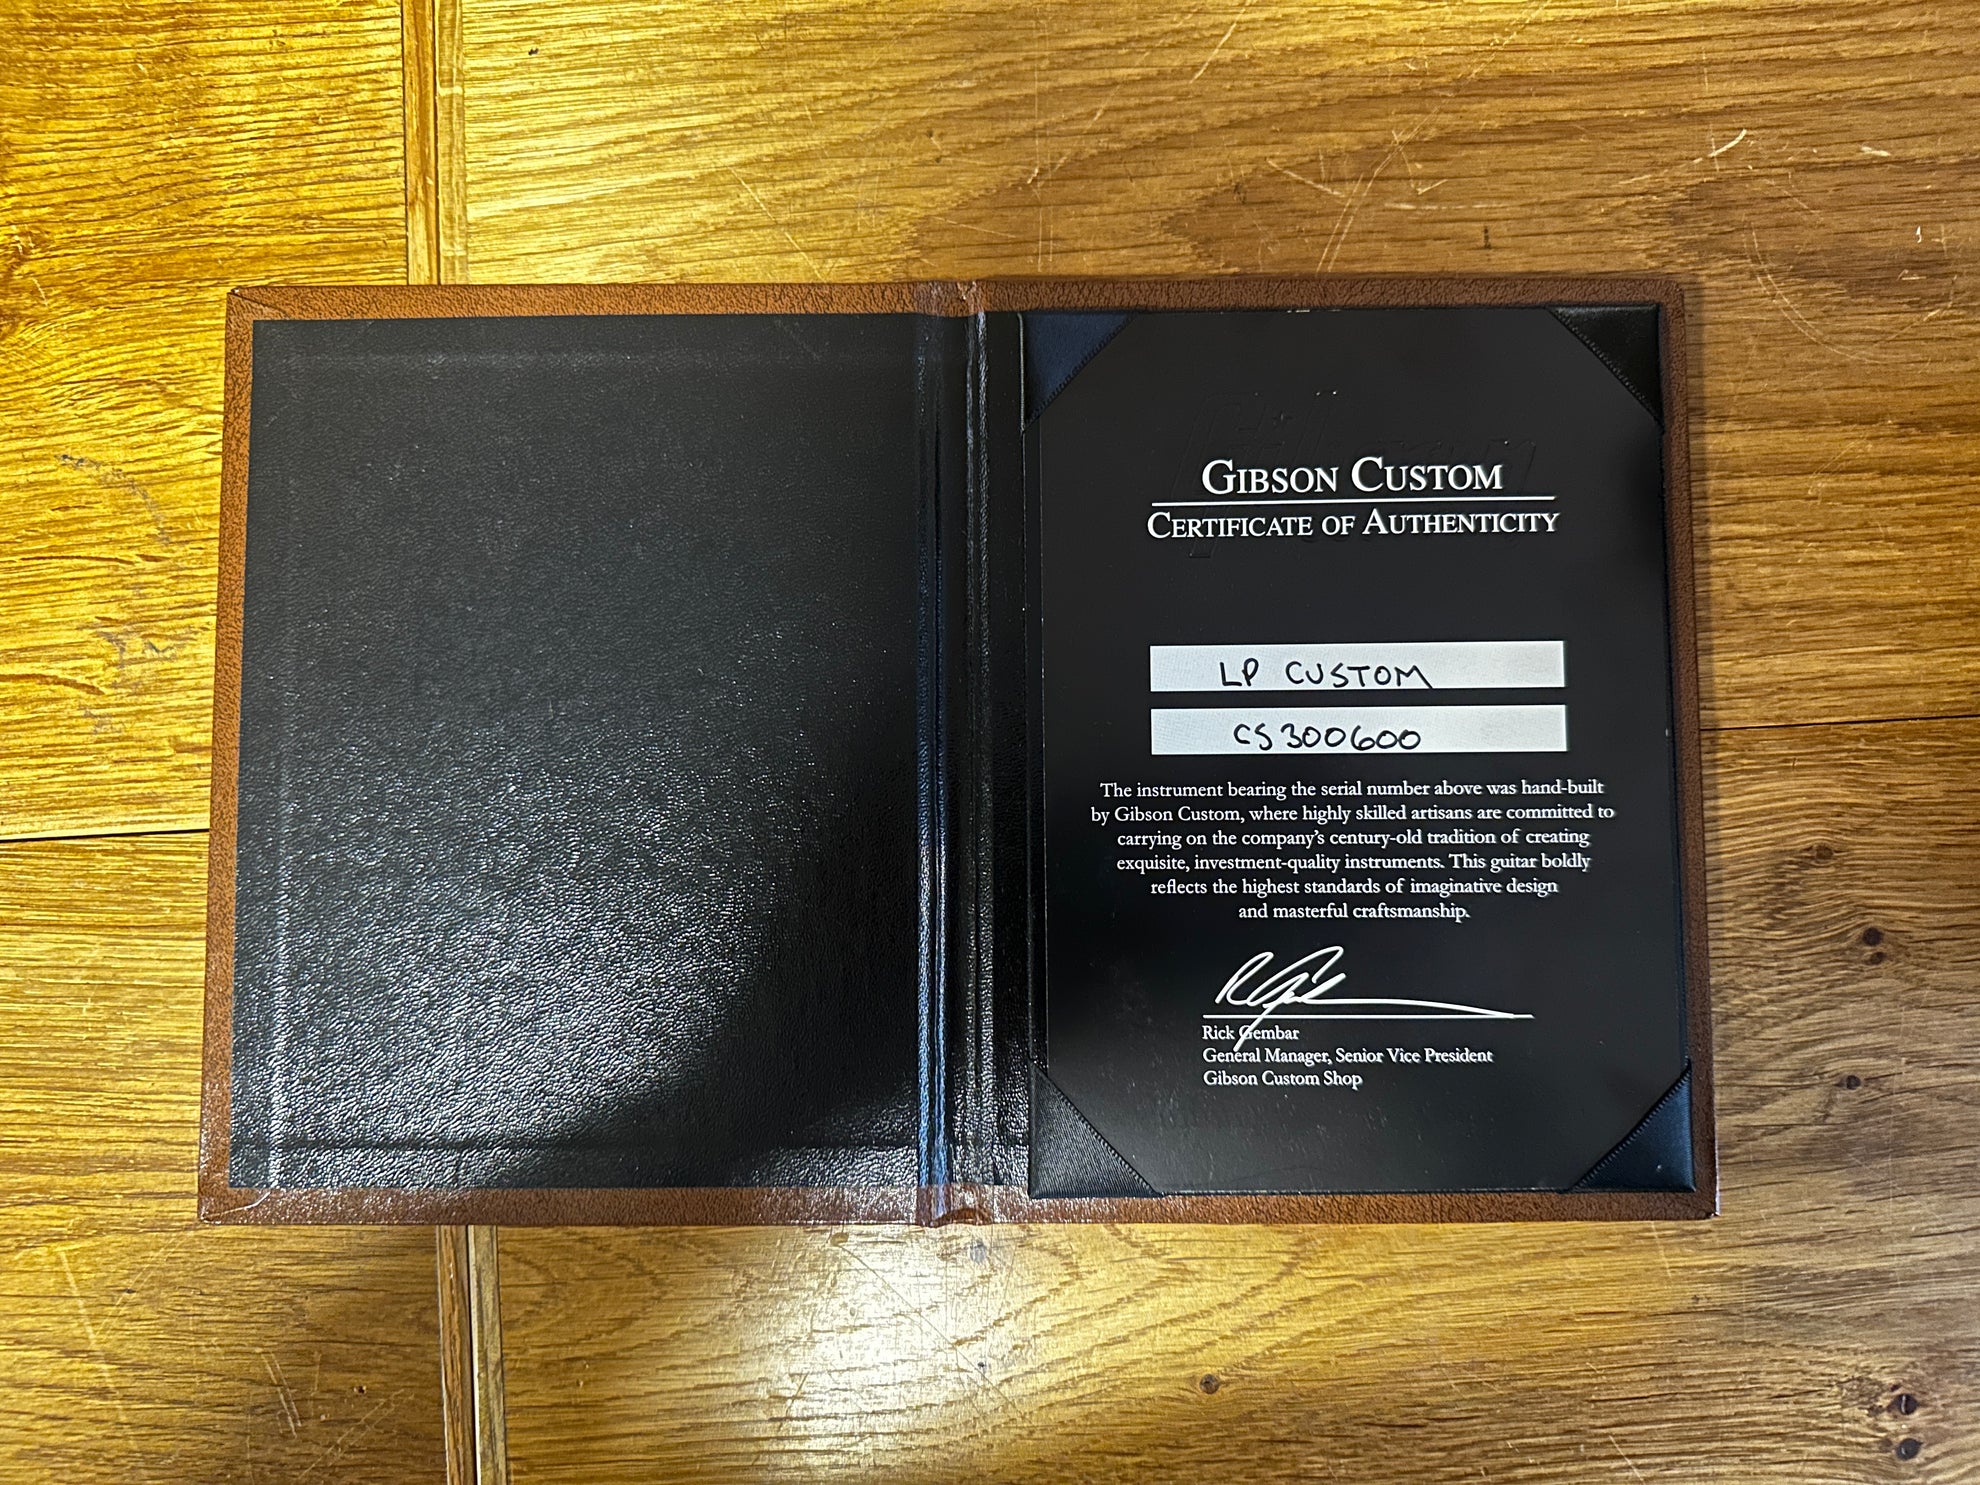 Gibson
GIBSON CUSTOM
CERTIFICATE OF AUTHENTICITY
LP CUSTOM
CS300600
The instrument bearing the serial number above was hand-built
by Gibson Custom, where highly skilled artisans are committed to
carrying on the company's century-old tradition of creating
exquisite, investment-quality instruments. This guitar boldly
reflects the highest standards of imaginative design
and masterful craftsmanship.
Rick Gembar
General Manager, Senior Vice President
Gibson Custom Shop